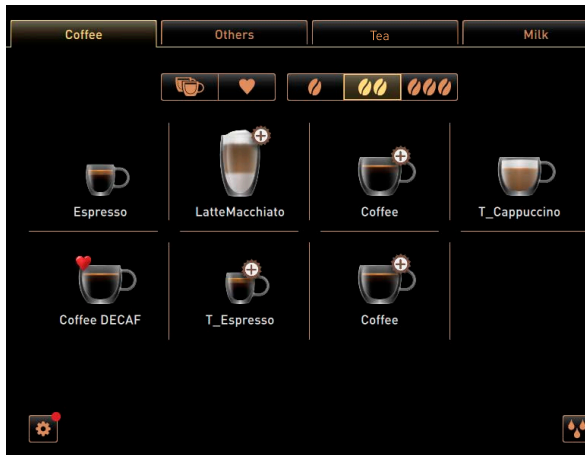 Coffee Others Tea Milk
Espresso LatteMacchiato Coffee T_Cappuccino
Coffee DECAF T_Espresso Coffee